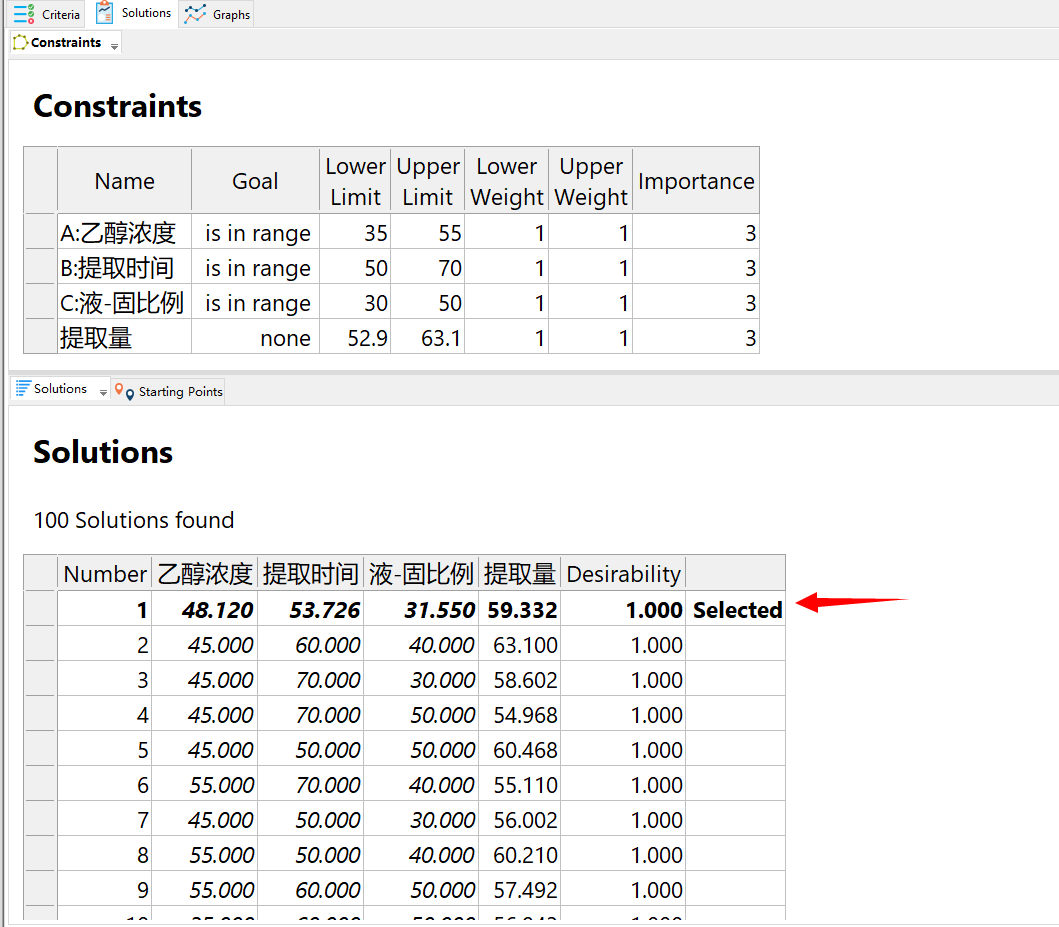 Criteria Solutions Graphs
Constraints
Constraints
Name Goal Lower Limit Upper Limit Lower Weight Upper Weight Importance
A:乙醇浓度 is in range 35 55 1 1 3
B:提取时间 is in range 50 70 1 1 3
C:液-固比例 is in range 30 50 1 1 3
提取量 none 52.9 63.1 1 1 3
Solutions Starting Points
Solutions
100 Solutions found
Number 乙醇浓度 提取时间 液-固比例 提取量 Desirability
1 48.120 53.726 31.550 59.332 1.000 Selected
2 45.000 60.000 40.000 63.100 1.000
3 45.000 70.000 30.000 58.602 1.000
4 45.000 70.000 50.000 54.968 1.000
5 45.000 50.000 50.000 60.468 1.000
6 55.000 70.000 40.000 55.110 1.000
7 45.000 50.000 30.000 56.002 1.000
8 55.000 50.000 40.000 60.210 1.000
9 55.000 60.000 50.000 57.492 1.000